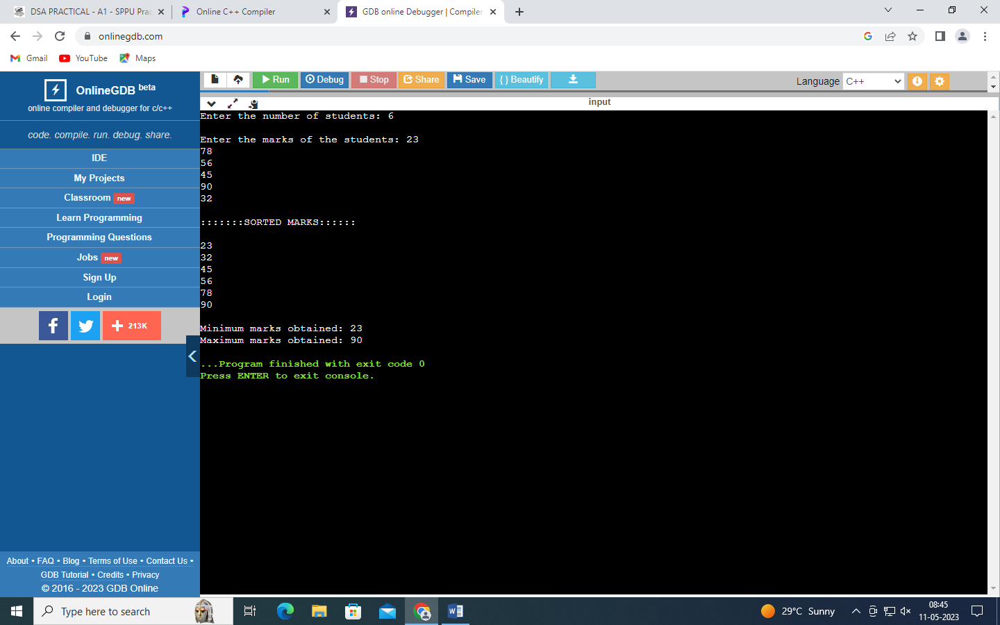 DSA PRACTICAL - A1 - SPPU Prac
Online C++ Compiler
GDB online Debugger | Compiler
onlinegdb.com
Gmail
YouTube
Maps
OnlineGDB beta
online compiler and debugger for c/c++
code. compile. run. debug. share.
IDE
My Projects
Classroom new
Learn Programming
Programming Questions
Jobs new
Sign Up
Login
213K
About • FAQ • Blog • Terms of Use • Contact Us •
GDB Tutorial • Credits • Privacy
© 2016 - 2023 GDB Online
Run
Debug
Stop
Share
Save
{ } Beautify
Language C++
input
Enter the number of students: 6
Enter the marks of the students: 23
78
56
45
90
32
:::::::SORTED MARKS::::::
23
32
45
56
78
90
Minimum marks obtained: 23
Maximum marks obtained: 90
...Program finished with exit code 0
Press ENTER to exit console.
Type here to search
29°C Sunny
08:45
11-05-2023